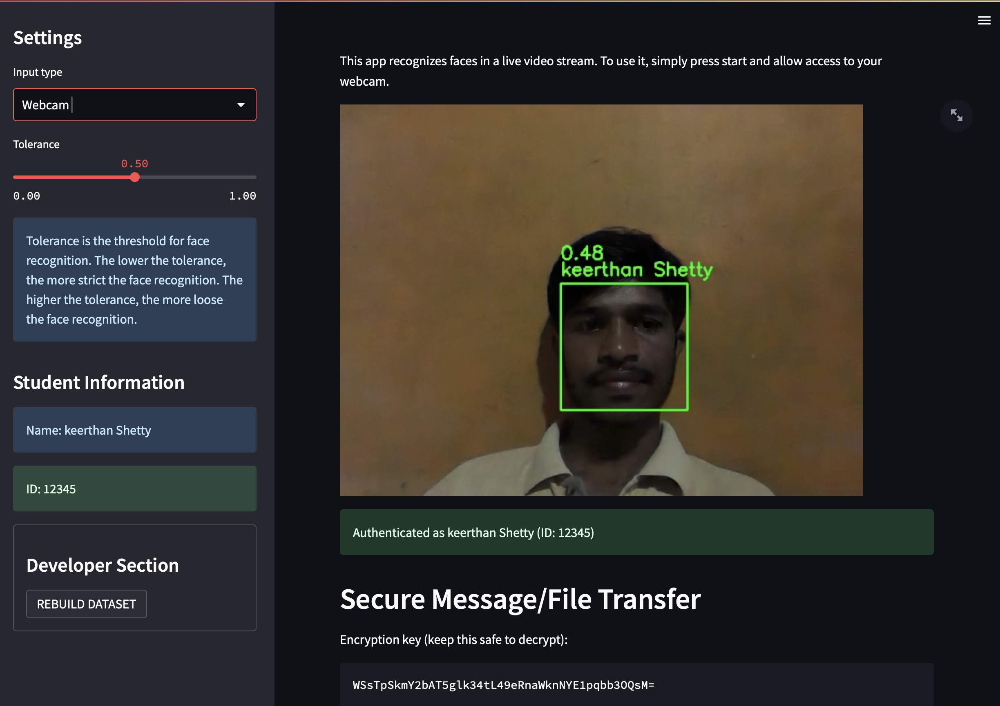 Settings
Input type
Webcam
Tolerance
0.50
0.00 1.00
Tolerance is the threshold for face
recognition. The lower the tolerance,
the more strict the face recognition. The
higher the tolerance, the more loose
the face recognition.
Student Information
Name: keerthan Shetty
ID: 12345
Developer Section
REBUILD DATASET
This app recognizes faces in a live video stream. To use it, simply press start and allow access to your
webcam.
0.48
keerthan Shetty
Authenticated as keerthan Shetty (ID: 12345)
Secure Message/File Transfer
Encryption key (keep this safe to decrypt):
WSsTpSkmY2bAT5glk34tL49eRnaWknNYE1pqbb3OQsM=